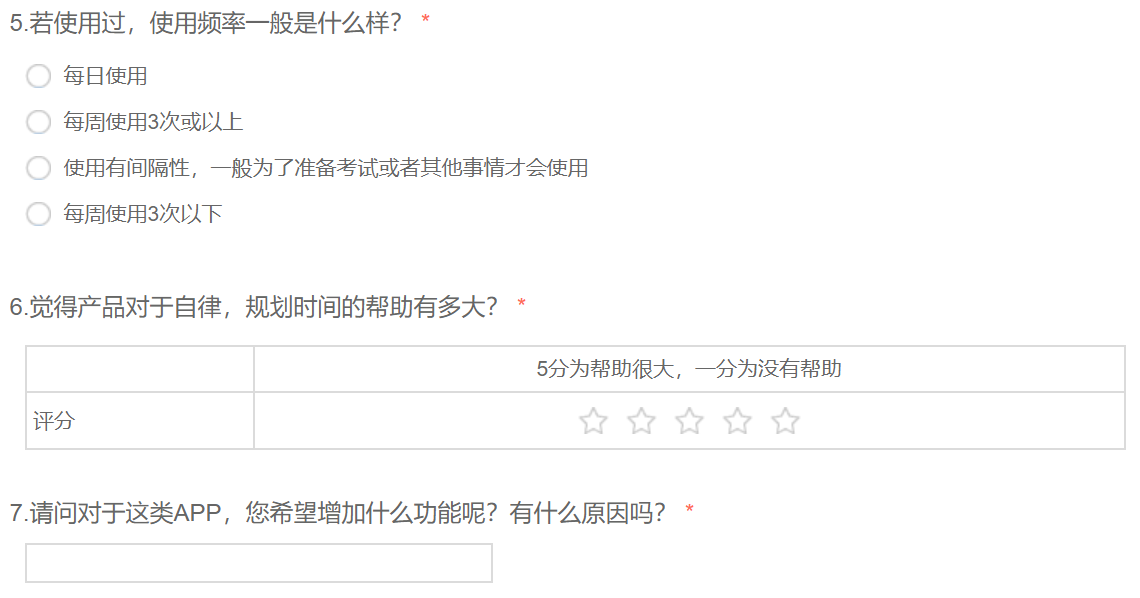 5.若使用过，使用频率一般是什么样？ *
每日使用
每周使用3次或以上
使用有间隔性，一般为了准备考试或者其他事情才会使用
每周使用3次以下
6.觉得产品对于自律，规划时间的帮助有多大？ *
5分为帮助很大，一分为没有帮助
评分
7.请问对于这类APP，您希望增加什么功能呢？有什么原因吗？ *